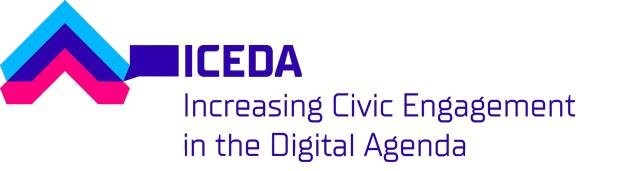 ICEDA
Increasing Civic Engagement
in the Digital Agenda